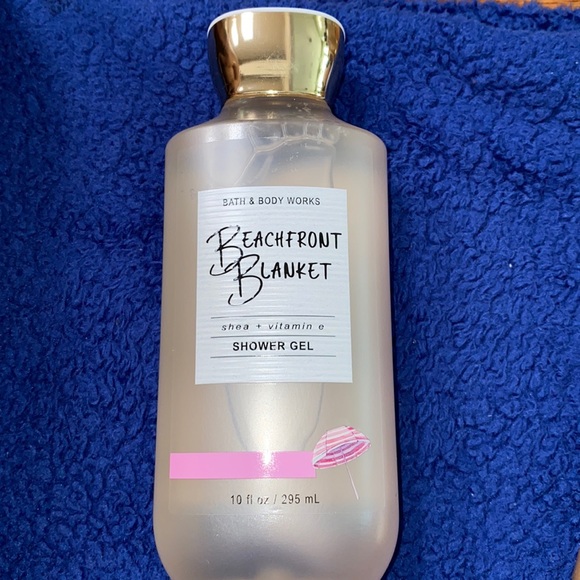 BATH & BODY WORKS
BEACHFRONT
BLANKET
shea + vitamin e
SHOWER GEL
10 fl oz / 295 mL